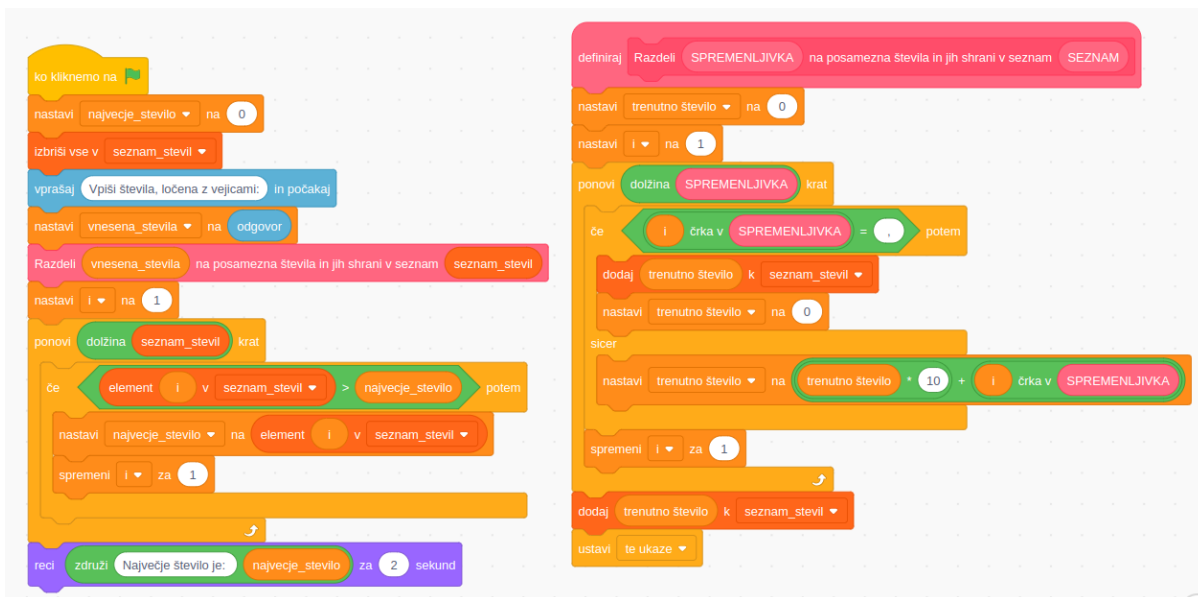 ko kliknemo na
nastavi najvecje_stevilo na 0
izbriši vse v seznam_stevil
vprašaj Vpiši števila, ločena z vejicami: in počakaj
nastavi vnesena_stevila na odgovor
Razdeli vnesena_stevila na posamezna števila in jih shrani v seznam seznam_stevil
nastavi i na 1
ponovi dolžina seznam_stevil krat
če element i v seznam_stevil > najvecje_stevilo potem
nastavi najvecje_stevilo na element i v seznam_stevil
spremeni i za 1
reci združi Največje število je: najvecje_stevilo za 2 sekund
definiraj Razdeli SPREMENLJIVKA na posamezna števila in jih shrani v seznam SEZNAM
nastavi trenutno število na 0
nastavi i na 1
ponovi dolžina SPREMENLJIVKA krat
če i črka v SPREMENLJIVKA = , potem
dodaj trenutno število k seznam_stevil
nastavi trenutno število na 0
sicer
nastavi trenutno število na trenutno število * 10 + i črka v SPREMENLJIVKA
spremeni i za 1
dodaj trenutno število k seznam_stevil
ustavi te ukaze